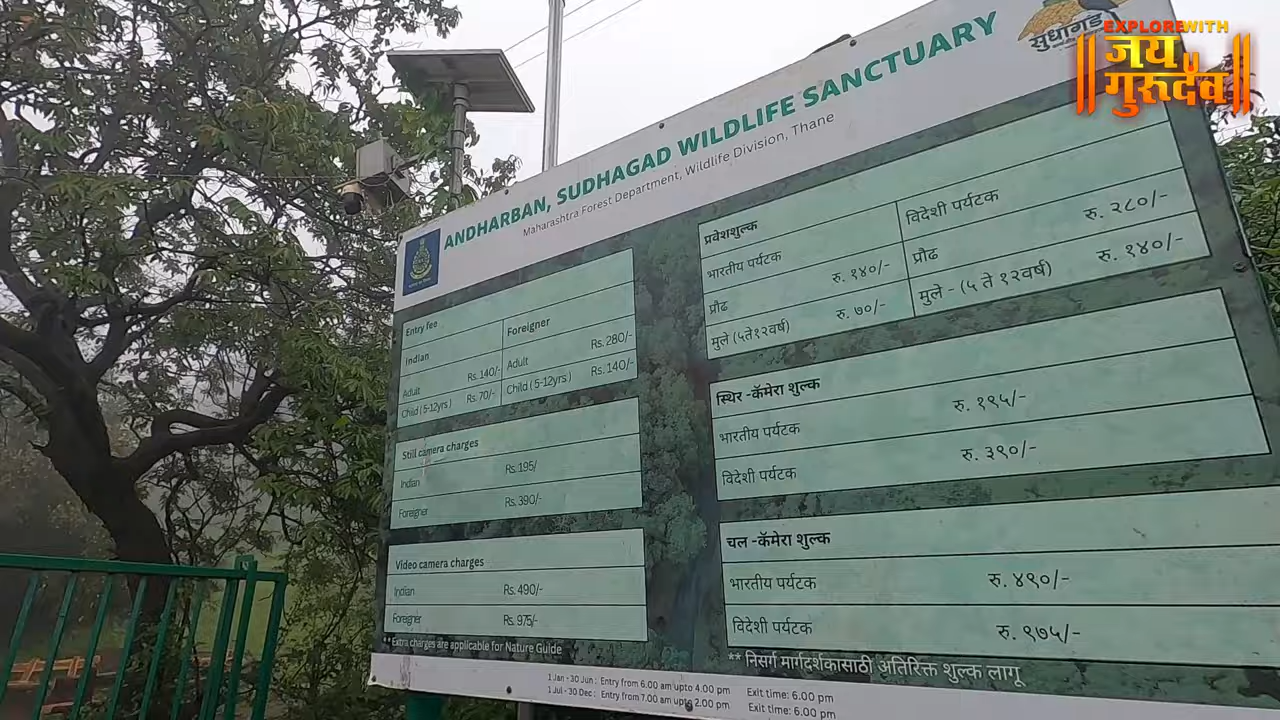 EXPLORE WITH
जय गुरुदेव
सुधागड
ANDHARBAN, SUDHAGAD WILDLIFE SANCTUARY
Maharashtra Forest Department, Wildlife Division, Thane
Entry fee
Indian
Foreigner
Adult Rs. 140/-
Adult Rs. 280/-
Child (5-12yrs) Rs. 70/-
Child (5-12yrs) Rs. 140/-
Still camera charges
Indian Rs. 195/
Foreigner Rs. 390/-
Video camera charges
Indian Rs. 490/-
Foreigner Rs. 975/-
*Extra charges are applicable for Nature Guide
प्रवेशशुल्क
भारतीय पर्यटक
विदेशी पर्यटक
प्रौढ रु. १४०/-
प्रौढ रु. २८०/-
मुले (५ते१२वर्ष) रु. ७०/-
मुले - (५ ते १२वर्ष) रु. १४०/-
स्थिर -कॅमेरा शुल्क
भारतीय पर्यटक रु. १९५/-
विदेशी पर्यटक रु. ३९०/-
चल -कॅमेरा शुल्क
भारतीय पर्यटक रु. ४९०/-
विदेशी पर्यटक रु. ९७५/-
** निसर्ग मार्गदर्शकासाठी अतिरिक्त शुल्क लागू
1 Jan - 30 Jun : Entry from 6.00 am upto 4.00 pm Exit time: 6.00 pm
1 Jul - 30 Dec : Entry from 7.00 am upto 2.00 pm Exit time: 6.00 pm